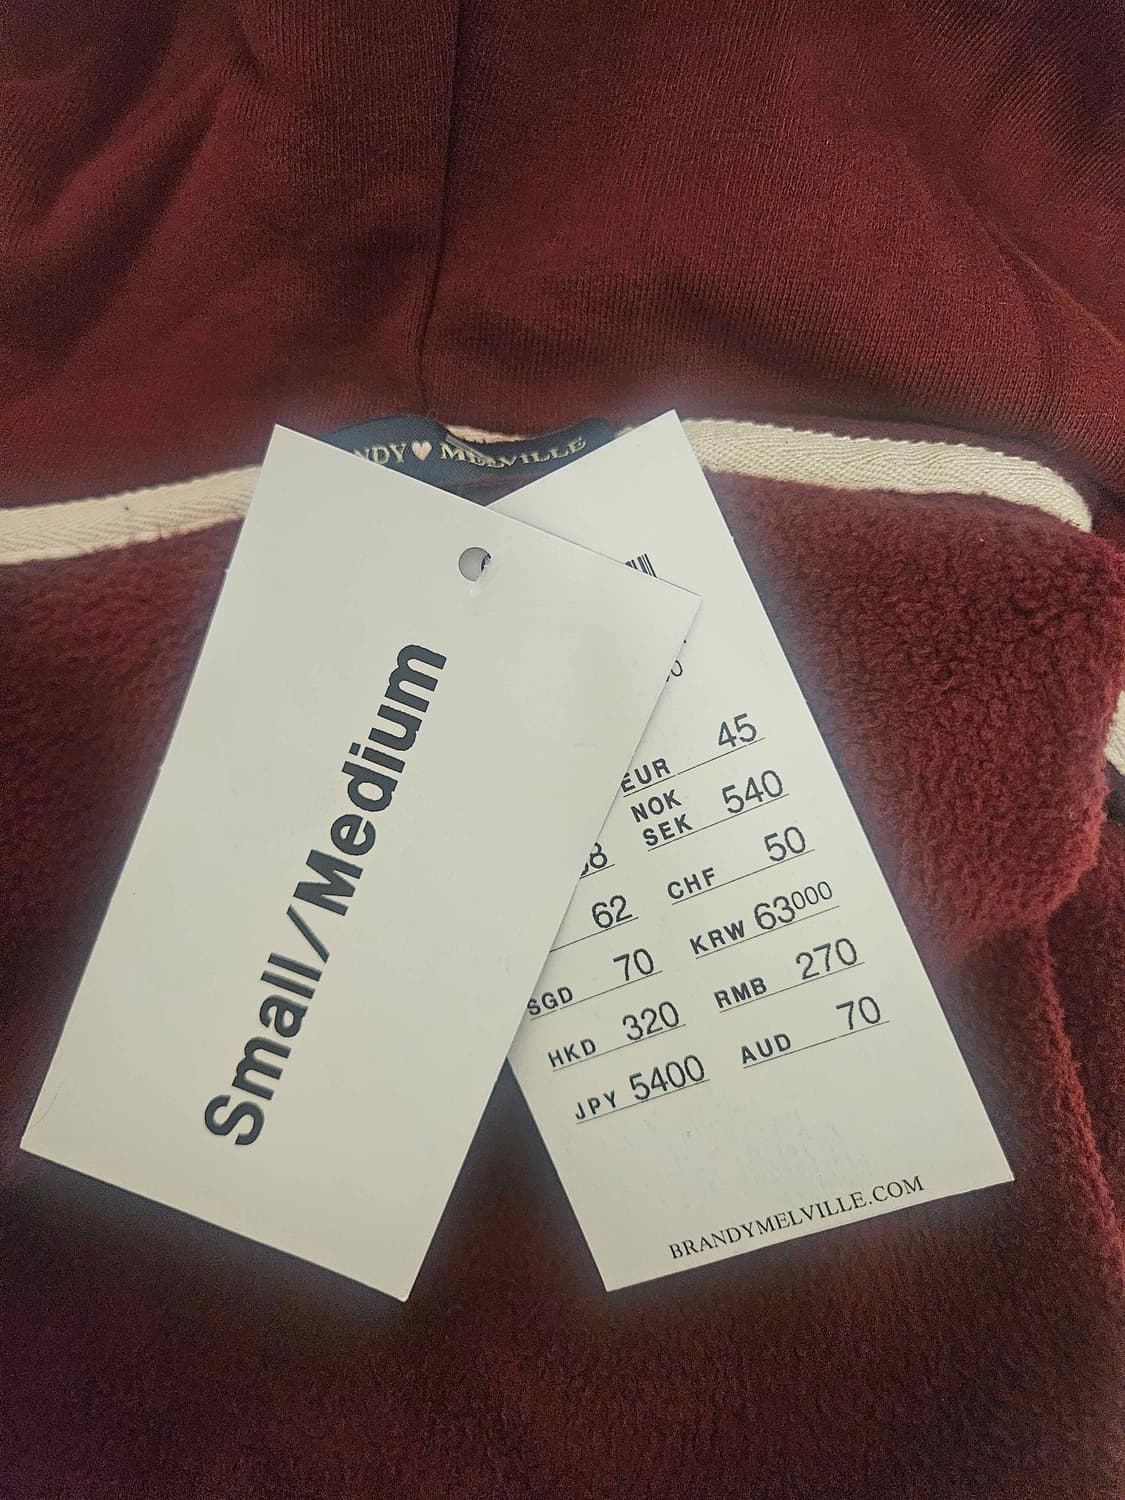 MELVILLE
Small/Medium
EUR 45
NOK
SEK 540
62 CHF 50
SGD 70 KRW 63000
HKD 320 RMB 270
JPY 5400 AUD 70
BRANDYMELVILLE.COM